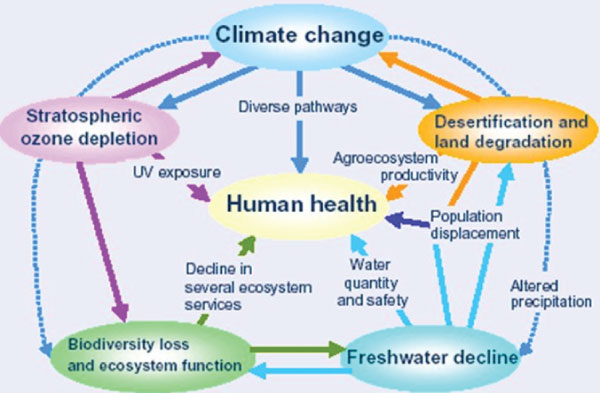 Climate change
Diverse pathways
Stratospheric
ozone depletion
Desertification and
land degradation
UV exposure
Agroecosystem
productivity
Human health
Population
displacement
Decline in
several ecosystem
services
Water
quantity
and safety
Altered
precipitation
Biodiversity loss
and ecosystem function
Freshwater decline